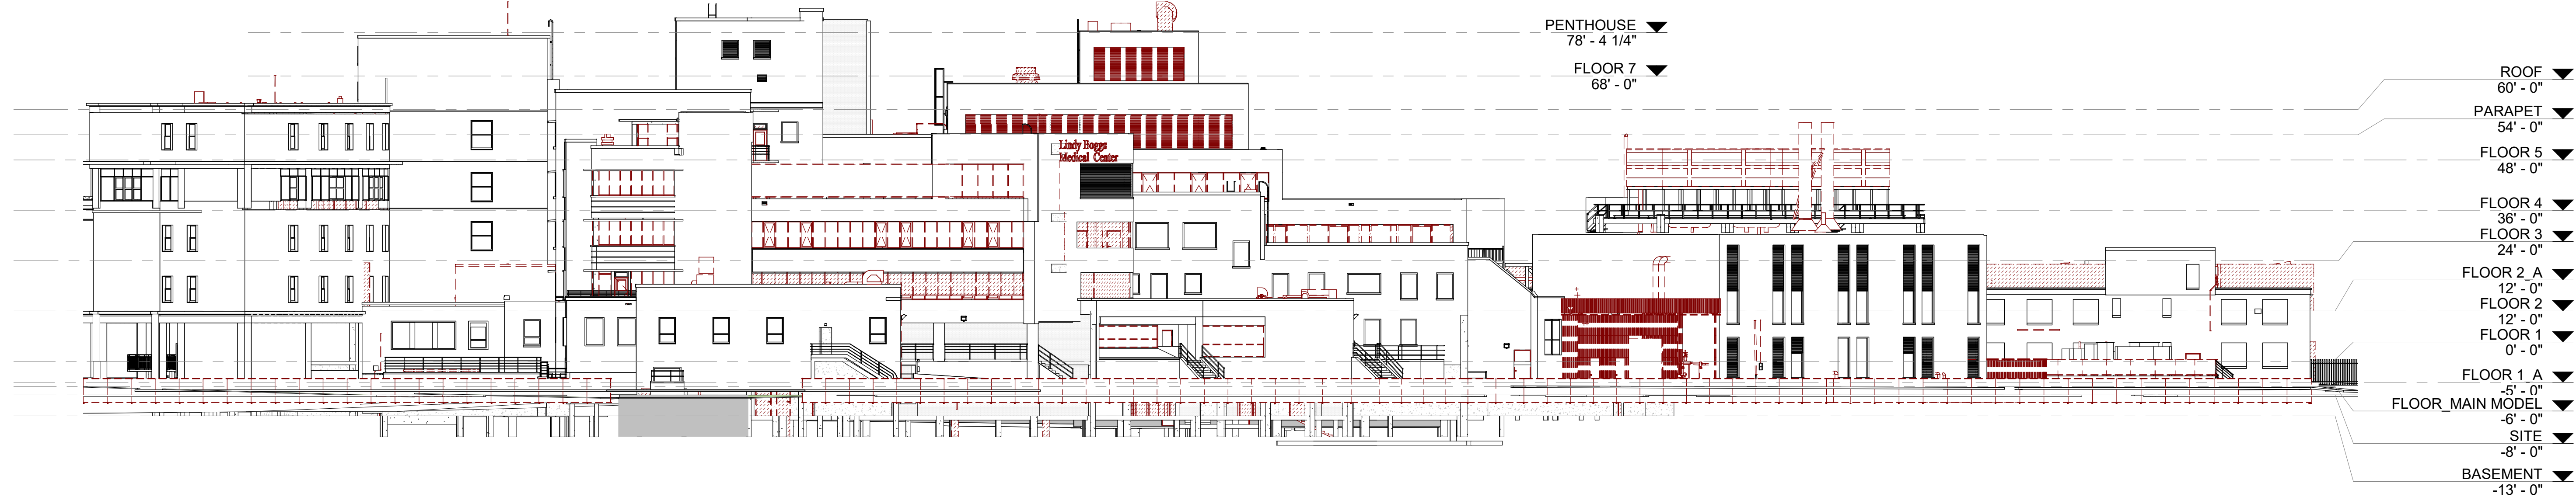 PENTHOUSE
78' - 4 1/4"
FLOOR 7
68' - 0"
Lindy Boggs
Medical Center
ROOF
60' - 0"
PARAPET
54' - 0"
FLOOR 5
48' - 0"
FLOOR 4
36' - 0"
FLOOR 3
24' - 0"
FLOOR 2_A
12' - 0"
FLOOR 2
12' - 0"
FLOOR 1
0' - 0"
FLOOR 1_A
-5' - 0"
FLOOR_MAIN MODEL
-6' - 0"
SITE
-8' - 0"
BASEMENT
-13' - 0"